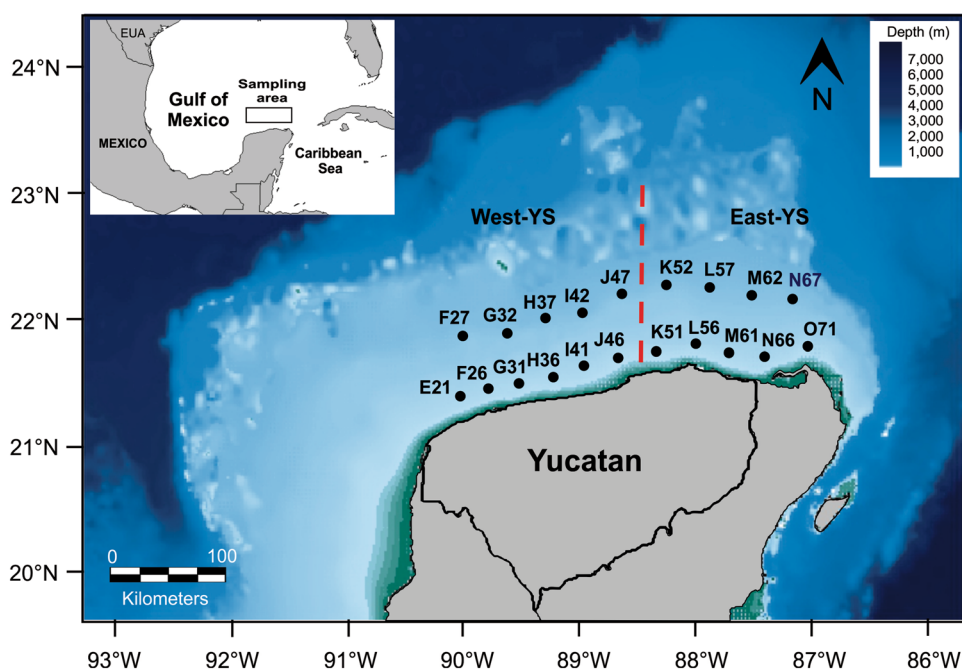 EUA
Gulf of
Mexico
Sampling
area
MEXICO
Caribbean
Sea
Depth (m)
7,000
6,000
5,000
4,000
3,000
2,000
1,000
N
24°N
23°N
22°N
21°N
20°N
West-YS
East-YS
K52
L57
M62
N67
J47
I42
H37
G32
F27
O71
N66
M61
L56
K51
J46
I41
H36
G31
F26
E21
Yucatan
0
100
Kilometers
93°W
92°W
91°W
90°W
89°W
88°W
87°W
86°W